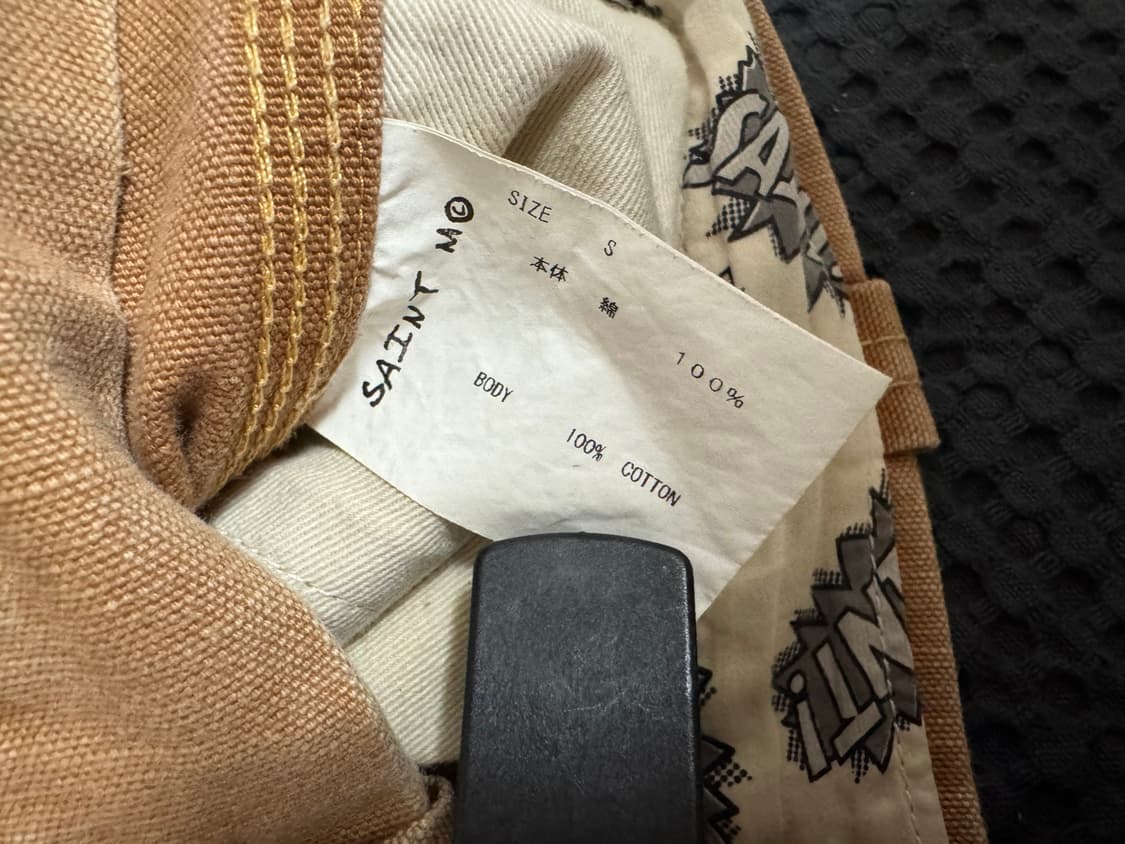 SAINT M©
SIZE
S
本体
綿
100%
BODY
100% COTTON